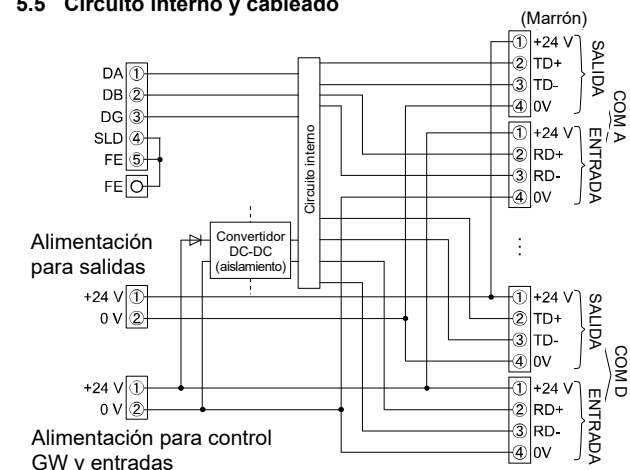 5.5 Circuito interno y cableado
(Marrón)
DA ①
DB ②
DG ③
SLD ④
FE ⑤
FE
Circuito interno
Convertidor
DC-DC
(aislamiento)
Alimentación
para salidas
+24 V ①
0 V ②
+24 V ①
0 V ②
Alimentación para control
GW y entradas
① +24 V
② TD+
③ TD-
④ 0V
SALIDA
① +24 V
② RD+
③ RD-
④ 0V
ENTRADA
COM A
① +24 V
② TD+
③ TD-
④ 0V
SALIDA
① +24 V
② RD+
③ RD-
④ 0V
ENTRADA
COM D